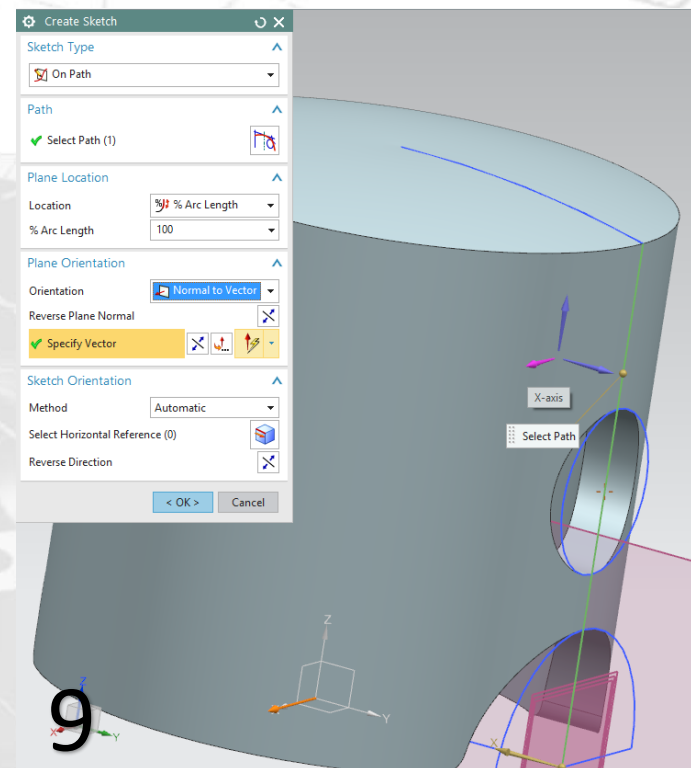 Create Sketch
Sketch Type
On Path
Path
Select Path (1)
Plane Location
Location % Arc Length
% Arc Length 100
Plane Orientation
Orientation Normal to Vector
Reverse Plane Normal
Specify Vector
Sketch Orientation
Method Automatic
Select Horizontal Reference (0)
Reverse Direction
< OK > Cancel
X-axis
Select Path
Z
Y
Z
X
Y
X
9